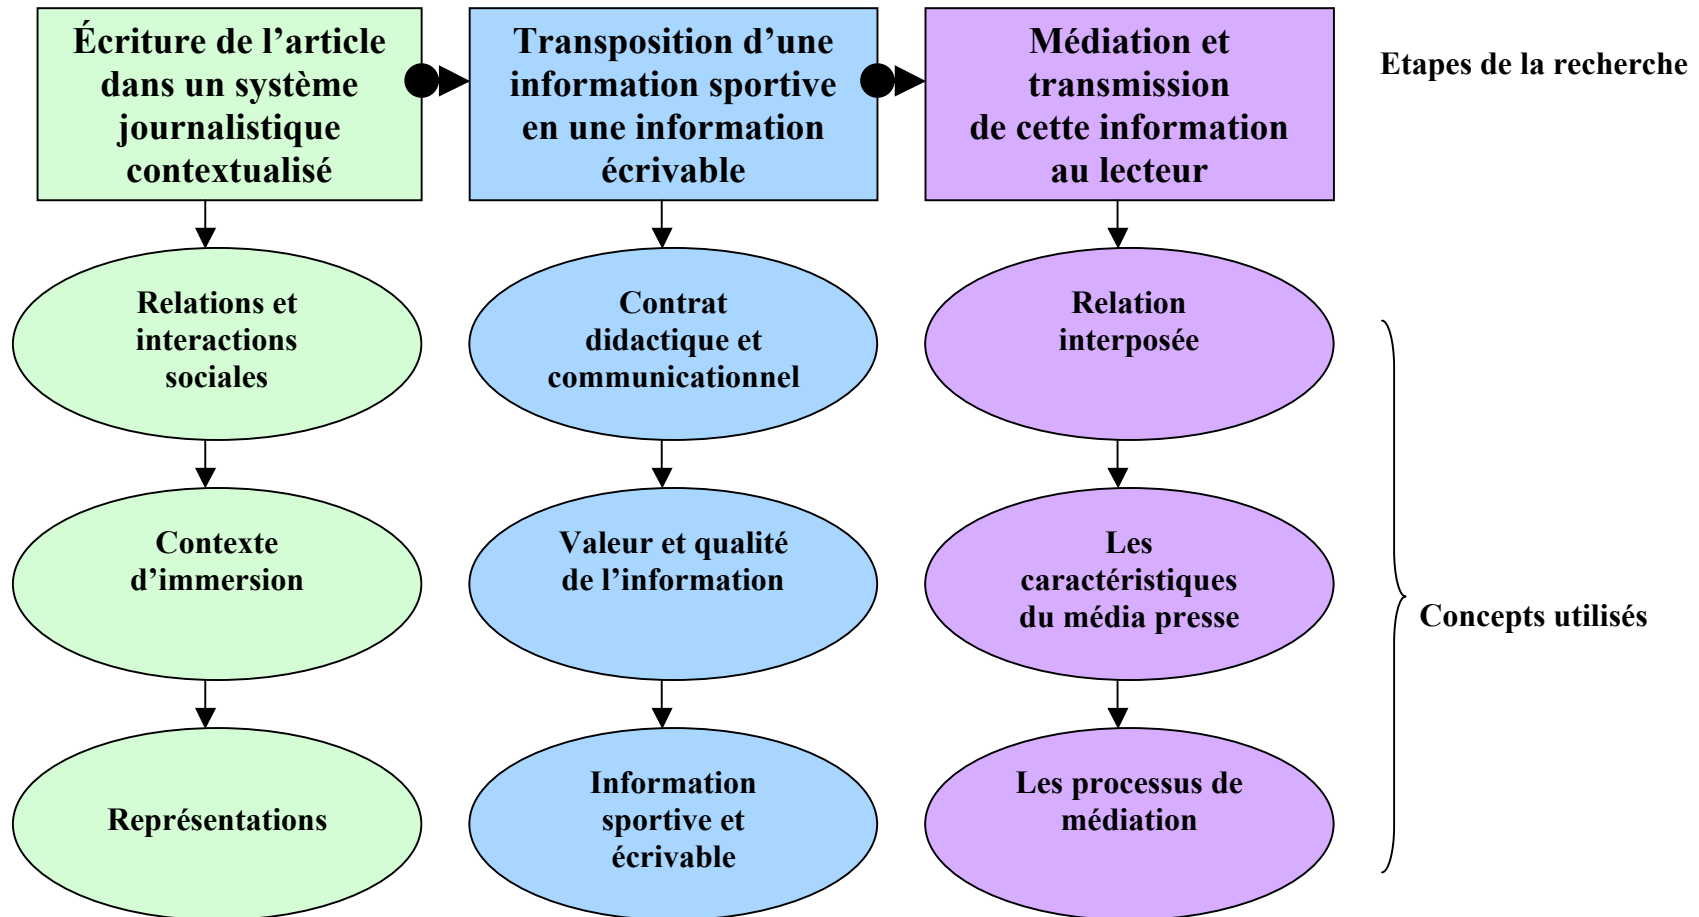 Écriture de l’article
dans un système
journalistique
contextualisé
Transposition d’une
information sportive
en une information
écrivable
Médiation et
transmission
de cette information
au lecteur
Etapes de la recherche
Relations et
interactions
sociales
Contrat
didactique et
communicationnel
Relation
interposée
Contexte
d’immersion
Valeur et qualité
de l’information
Les
caractéristiques
du média presse
Concepts utilisés
Représentations
Information
sportive et
écrivable
Les processus de
médiation